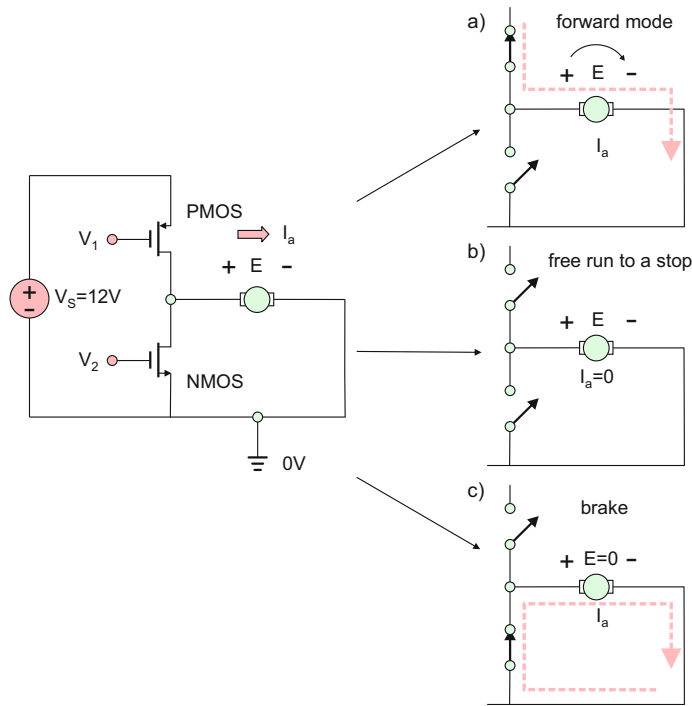 PMOS
I_a
V_1
+ E -
+
-
V_S=12V
V_2
NMOS
0V
a)
forward mode
+ E -
I_a
b)
free run to a stop
+ E -
I_a=0
c)
brake
+ E=0 -
I_a